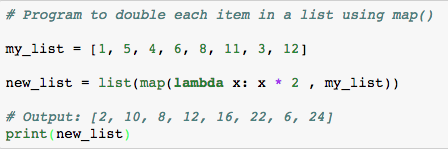 # Program to double each item in a list using map()
my_list = [1, 5, 4, 6, 8, 11, 3, 12]
new_list = list(map(lambda x: x * 2 , my_list))
# Output: [2, 10, 8, 12, 16, 22, 6, 24]
print(new_list)